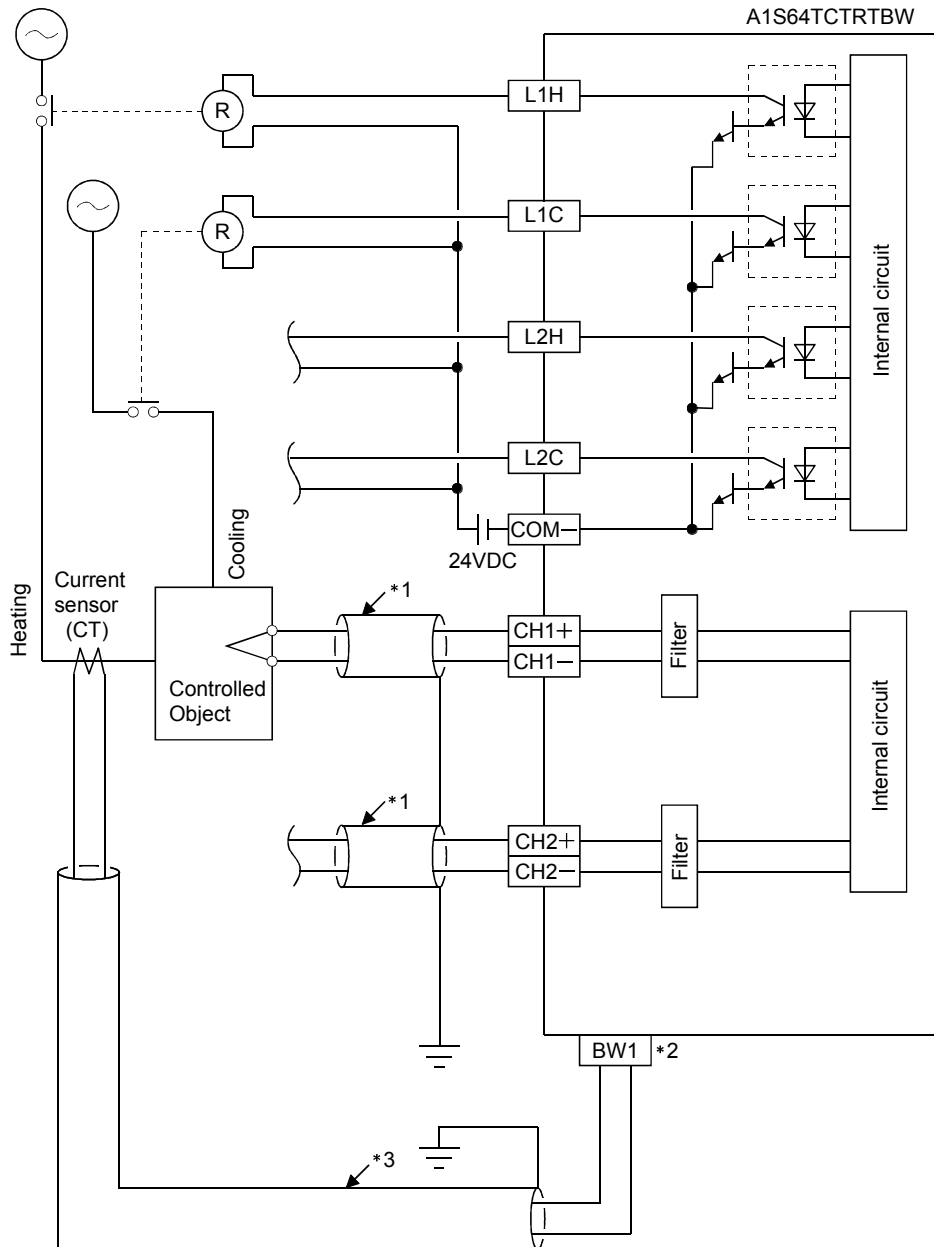 A1S64TCTRTBW
L1H
R
L1C
R
Internal circuit
L2H
L2C
COM−
24VDC
Cooling
Heating
Current
sensor
(CT)
*1
CH1+
CH1−
Filter
Controlled
Object
Internal circuit
*1
CH2+
CH2−
Filter
BW1 *2
*3